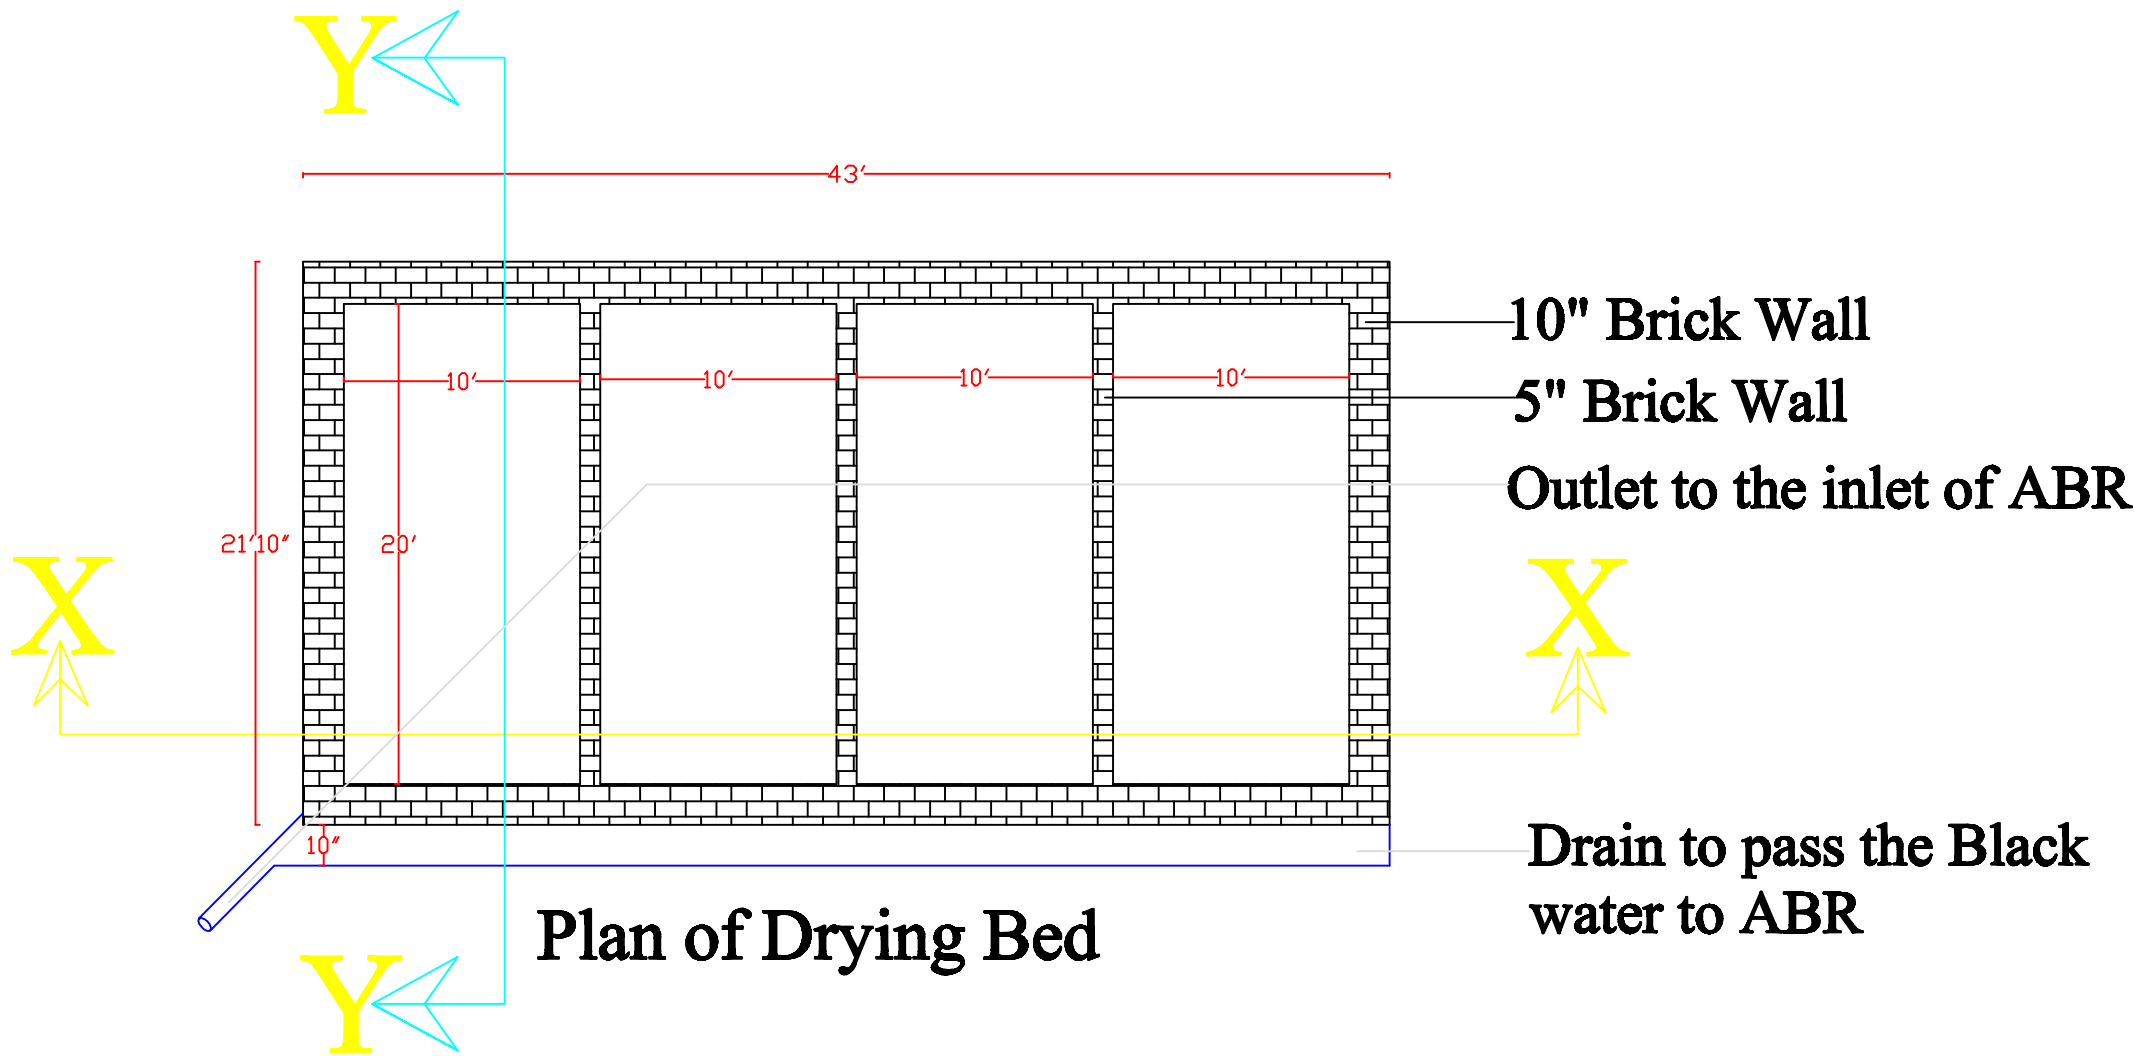 Y
43'
10" Brick Wall
10'
10'
10'
10'
5" Brick Wall
Outlet to the inlet of ABR
21'10"
20'
X
X
10"
Drain to pass the Black
water to ABR
Plan of Drying Bed
Y